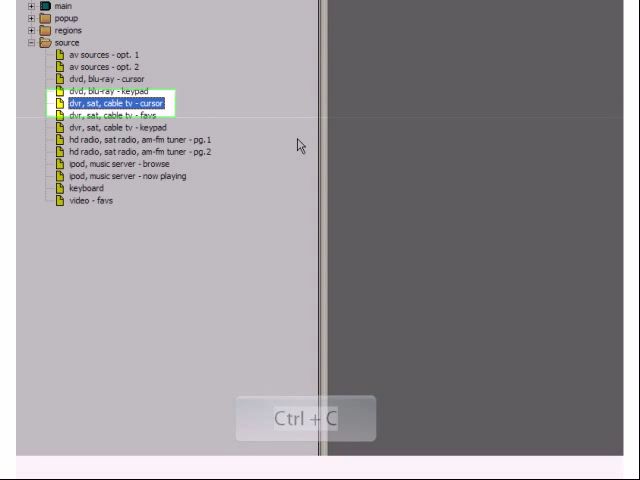 main
popup
regions
source
av sources - opt. 1
av sources - opt. 2
dvd, blu-ray - cursor
dvd, blu-ray - keypad
dvr, sat, cable tv - cursor
dvr, sat, cable tv - favs
dvr, sat, cable tv - keypad
hd radio, sat radio, am-fm tuner - pg.1
hd radio, sat radio, am-fm tuner - pg.2
ipod, music server - browse
ipod, music server - now playing
keyboard
video - favs
Ctrl + C